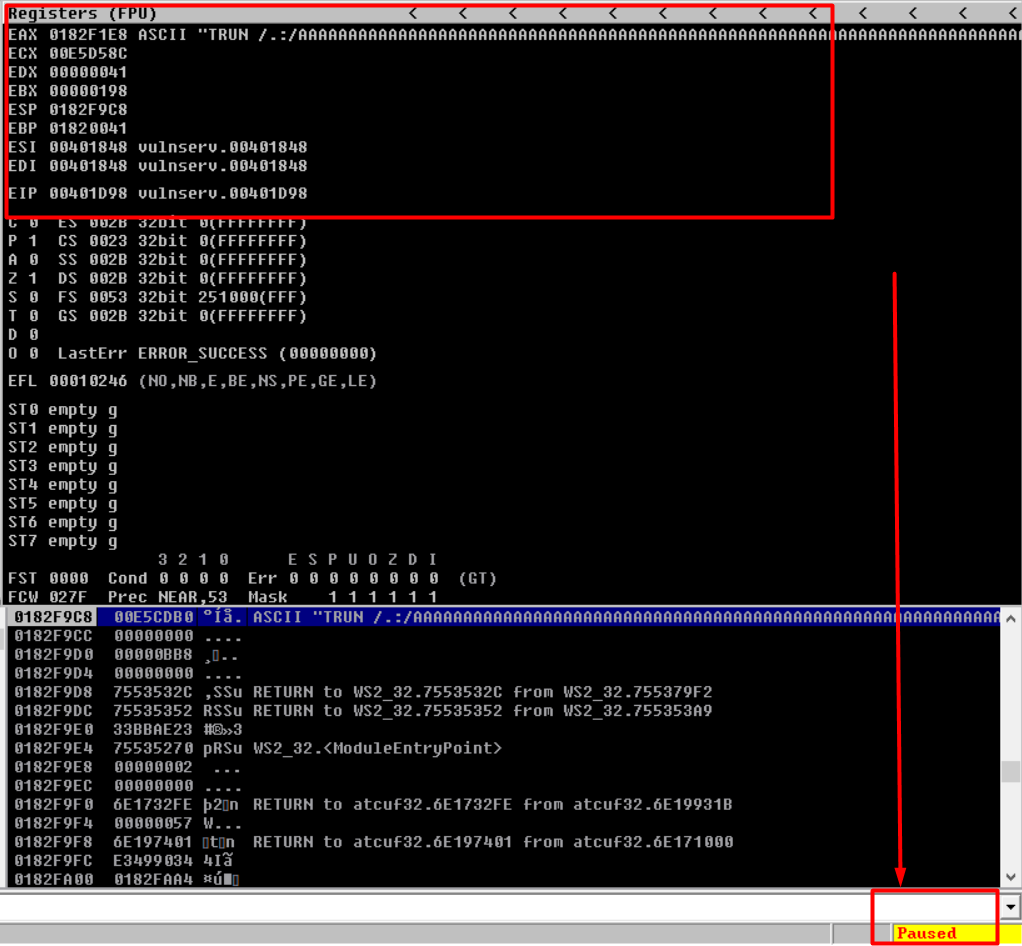 Registers (FPU) < < < < < < < < < < < < <
EAX 0182F1E8 ASCII "TRUN /.:/AAAAAAAAAAAAAAAAAAAAAAAAAAAAAAAAAAAAAAAAAAAAAAAAAAAAAAAAAAAAAAAAAAAAAAAA
ECX 00E5D58C
EDX 00000041
EBX 00000198
ESP 0182F9C8
EBP 01820041
ESI 00401848 vulnserv.00401848
EDI 00401848 vulnserv.00401848
EIP 00401D98 vulnserv.00401D98
C 0 ES 002B 32bit 0(FFFFFFFF)
P 1 CS 0023 32bit 0(FFFFFFFF)
A 0 SS 002B 32bit 0(FFFFFFFF)
Z 1 DS 002B 32bit 0(FFFFFFFF)
S 0 FS 0053 32bit 251000(FFF)
T 0 GS 002B 32bit 0(FFFFFFFF)
D 0
O 0 LastErr ERROR_SUCCESS (00000000)
EFL 00010246 (NO,NB,E,BE,NS,PE,GE,LE)
ST0 empty g
ST1 empty g
ST2 empty g
ST3 empty g
ST4 empty g
ST5 empty g
ST6 empty g
ST7 empty g
3 2 1 0 E S P U O Z D I
FST 0000 Cond 0 0 0 0 Err 0 0 0 0 0 0 0 0 (GT)
FCW 027F Prec NEAR,53 Mask 1 1 1 1 1 1
0182F9C8 00E5CDB0 °Íå. ASCII "TRUN /.:/AAAAAAAAAAAAAAAAAAAAAAAAAAAAAAAAAAAAAAAAAAAAAAAAAAAAAAAAAAA
0182F9CC 00000000 ....
0182F9D0 00000BB8 ¸..
0182F9D4 00000000 ....
0182F9D8 7553532C ,SSu RETURN to WS2_32.7553532C from WS2_32.755379F2
0182F9DC 75535352 RSSu RETURN to WS2_32.75535352 from WS2_32.755353A9
0182F9E0 33BBAE23 #®»3
0182F9E4 75535270 pRSu WS2_32.<ModuleEntryPoint>
0182F9E8 00000002 ...
0182F9EC 00000000 ....
0182F9F0 6E1732FE þ2n RETURN to atcuf32.6E1732FE from atcuf32.6E19931B
0182F9F4 00000057 W...
0182F9F8 6E197401 tn RETURN to atcuf32.6E197401 from atcuf32.6E171000
0182F9FC E3499034 4Iã
0182FA00 0182FAA4 ¤ú
Paused